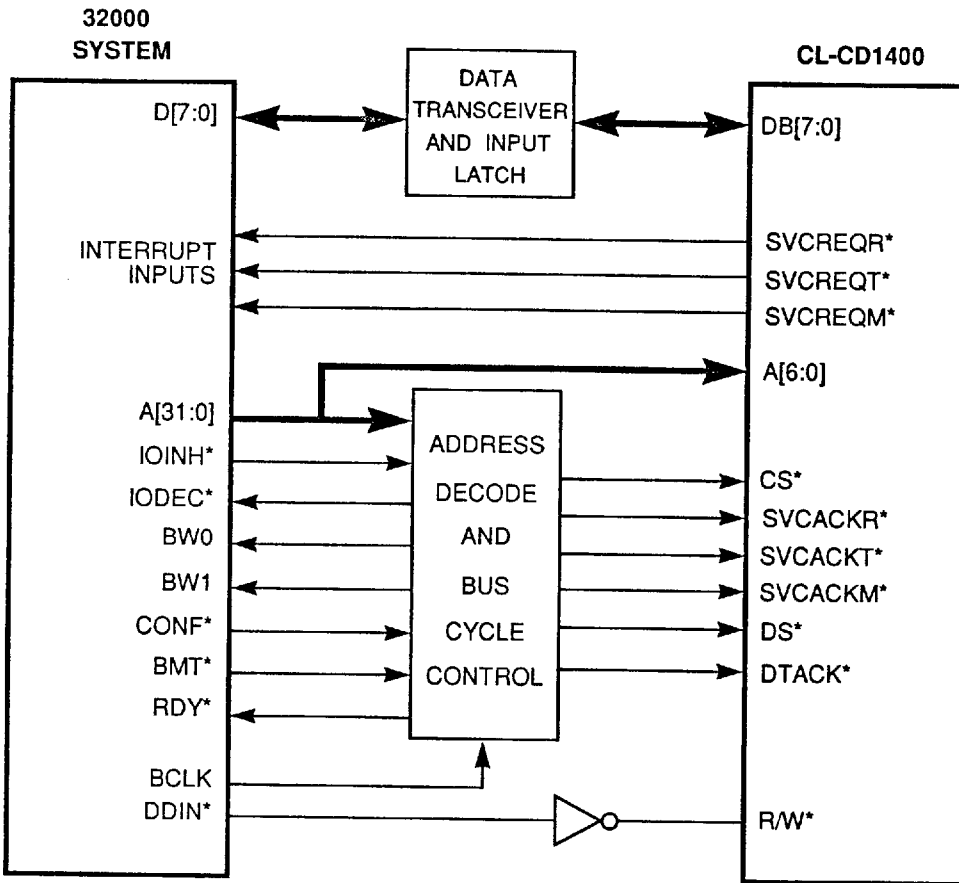 32000
SYSTEM
CL-CD1400
DATA
TRANSCEIVER
AND INPUT
LATCH
D[7:0]
DB[7:0]
INTERRUPT
INPUTS
SVCREQR*
SVCREQT*
SVCREQM*
A[6:0]
A[31:0]
IOINH*
IODEC*
BW0
BW1
CONF*
BMT*
RDY*
BCLK
DDIN*
ADDRESS
DECODE
AND
BUS
CYCLE
CONTROL
CS*
SVCACKR*
SVCACKT*
SVCACKM*
DS*
DTACK*
R/W*